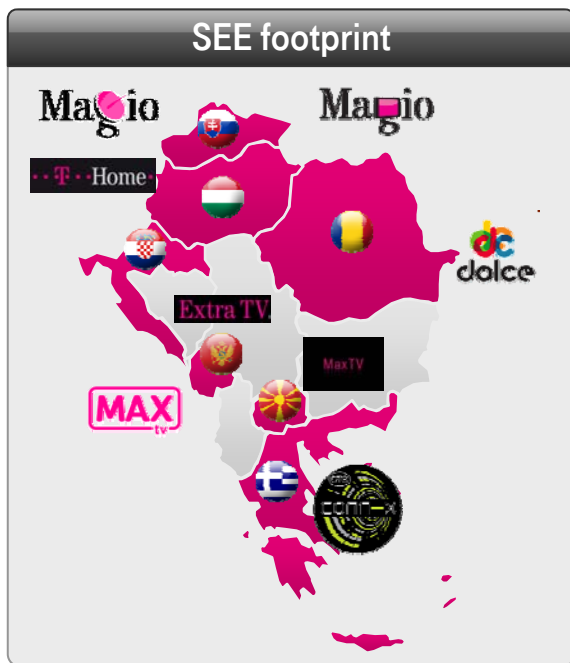 SEE footprint
Magio
Magio
··T··Home·
dolce
Extra TV.
MaxTV
MAX
tv
conn-x